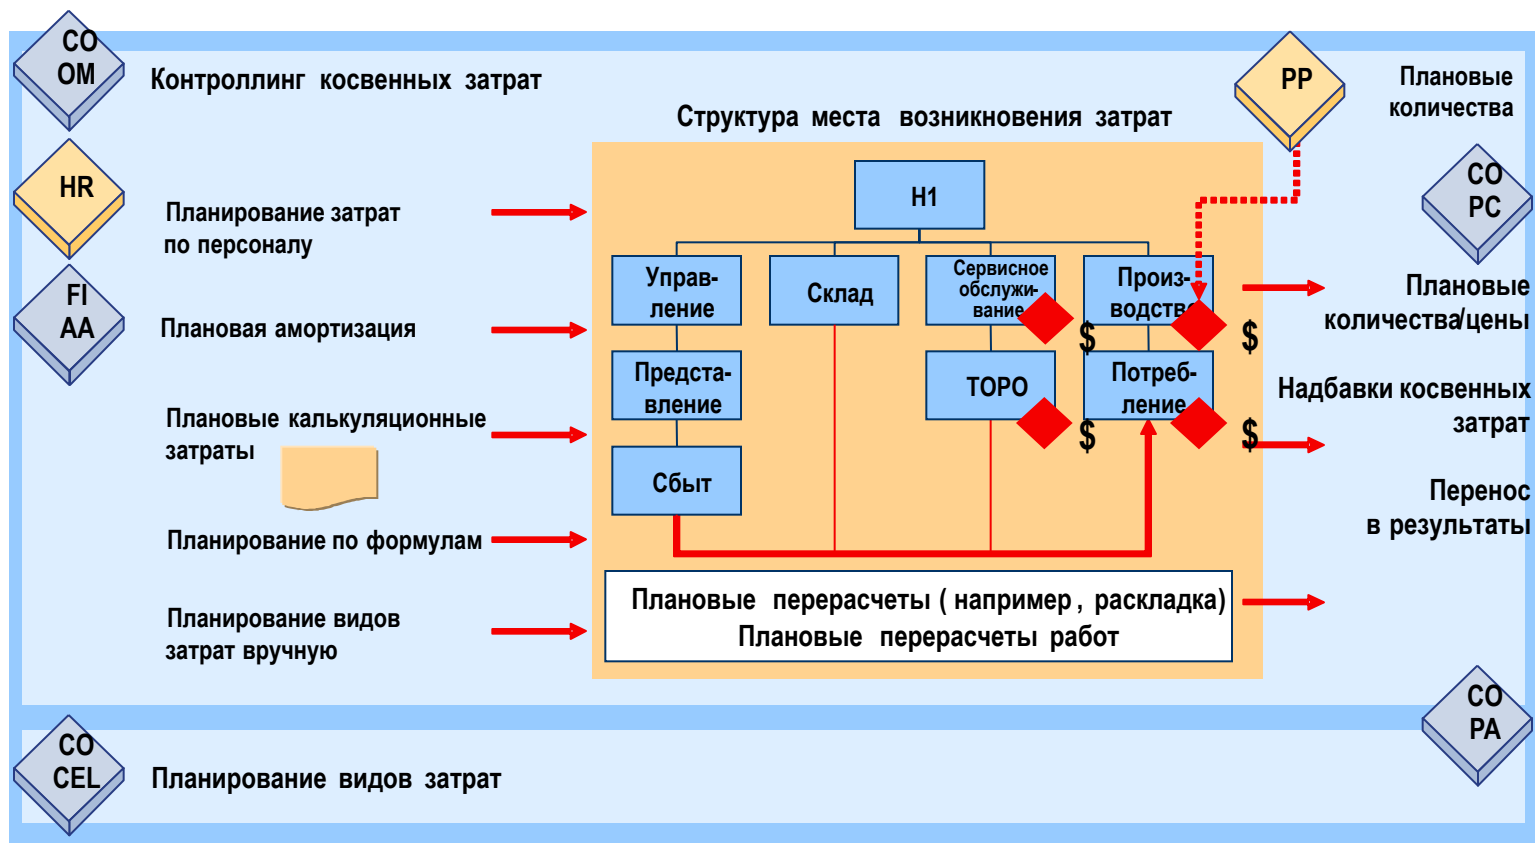 CO
OM
Контроллинг косвенных затрат
PP
Плановые
количества
Структура места возникновения затрат
HR
Планирование затрат
по персоналу
H1
CO
PC
FI
AA
Плановая амортизация
Управ-
ление
Склад
Сервисное
обслужи-
вание
Произ-
водство
$
$
Плановые
количества/цены
Предста-
вление
ТОРО
Потреб-
ление
$
$
Надбавки косвенных
затрат
Плановые калькуляционные
затраты
Сбыт
Перенос
в результаты
Планирование по формулам
Плановые перерасчеты ( например , раскладка)
Плановые перерасчеты работ
Планирование видов
затрат вручную
CO
PA
CO
CEL
Планирование видов затрат